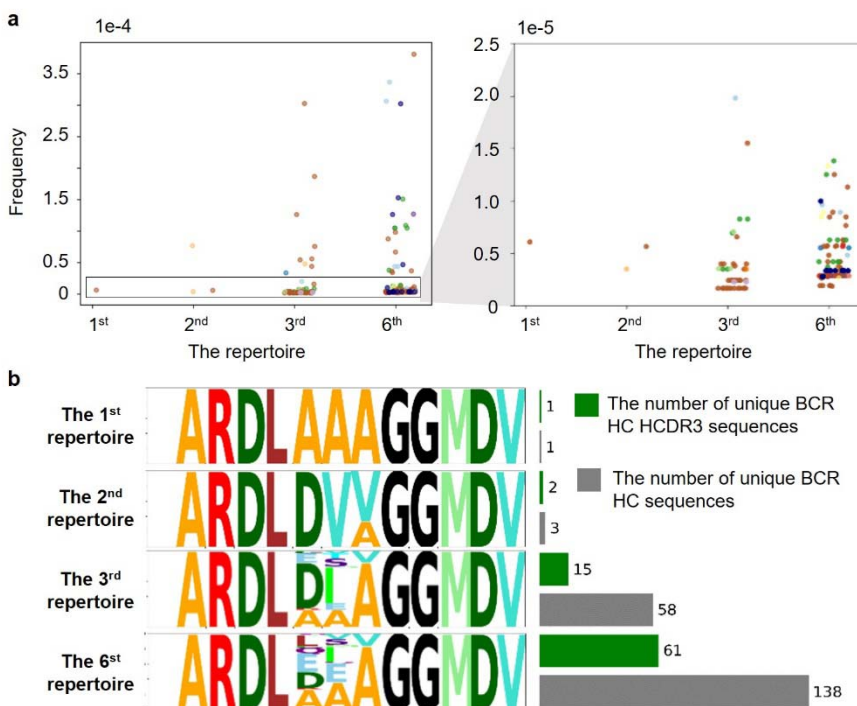 a
1e-4
3.5
2.5
1.5
0.5
0
Frequency
1st
2nd
3rd
6th
The repertoire
1e-5
2.5
2.0
1.5
1.0
0.5
0
1st
2nd
3rd
6th
The repertoire
b
The 1st
repertoire
ARDLAAAGGMDV
1
1
The 2nd
repertoire
ARDLDVVAGGMDV
2
3
The 3rd
repertoire
15
58
The 6st
repertoire
61
138
The number of unique BCR
HC HCDR3 sequences
The number of unique BCR
HC sequences